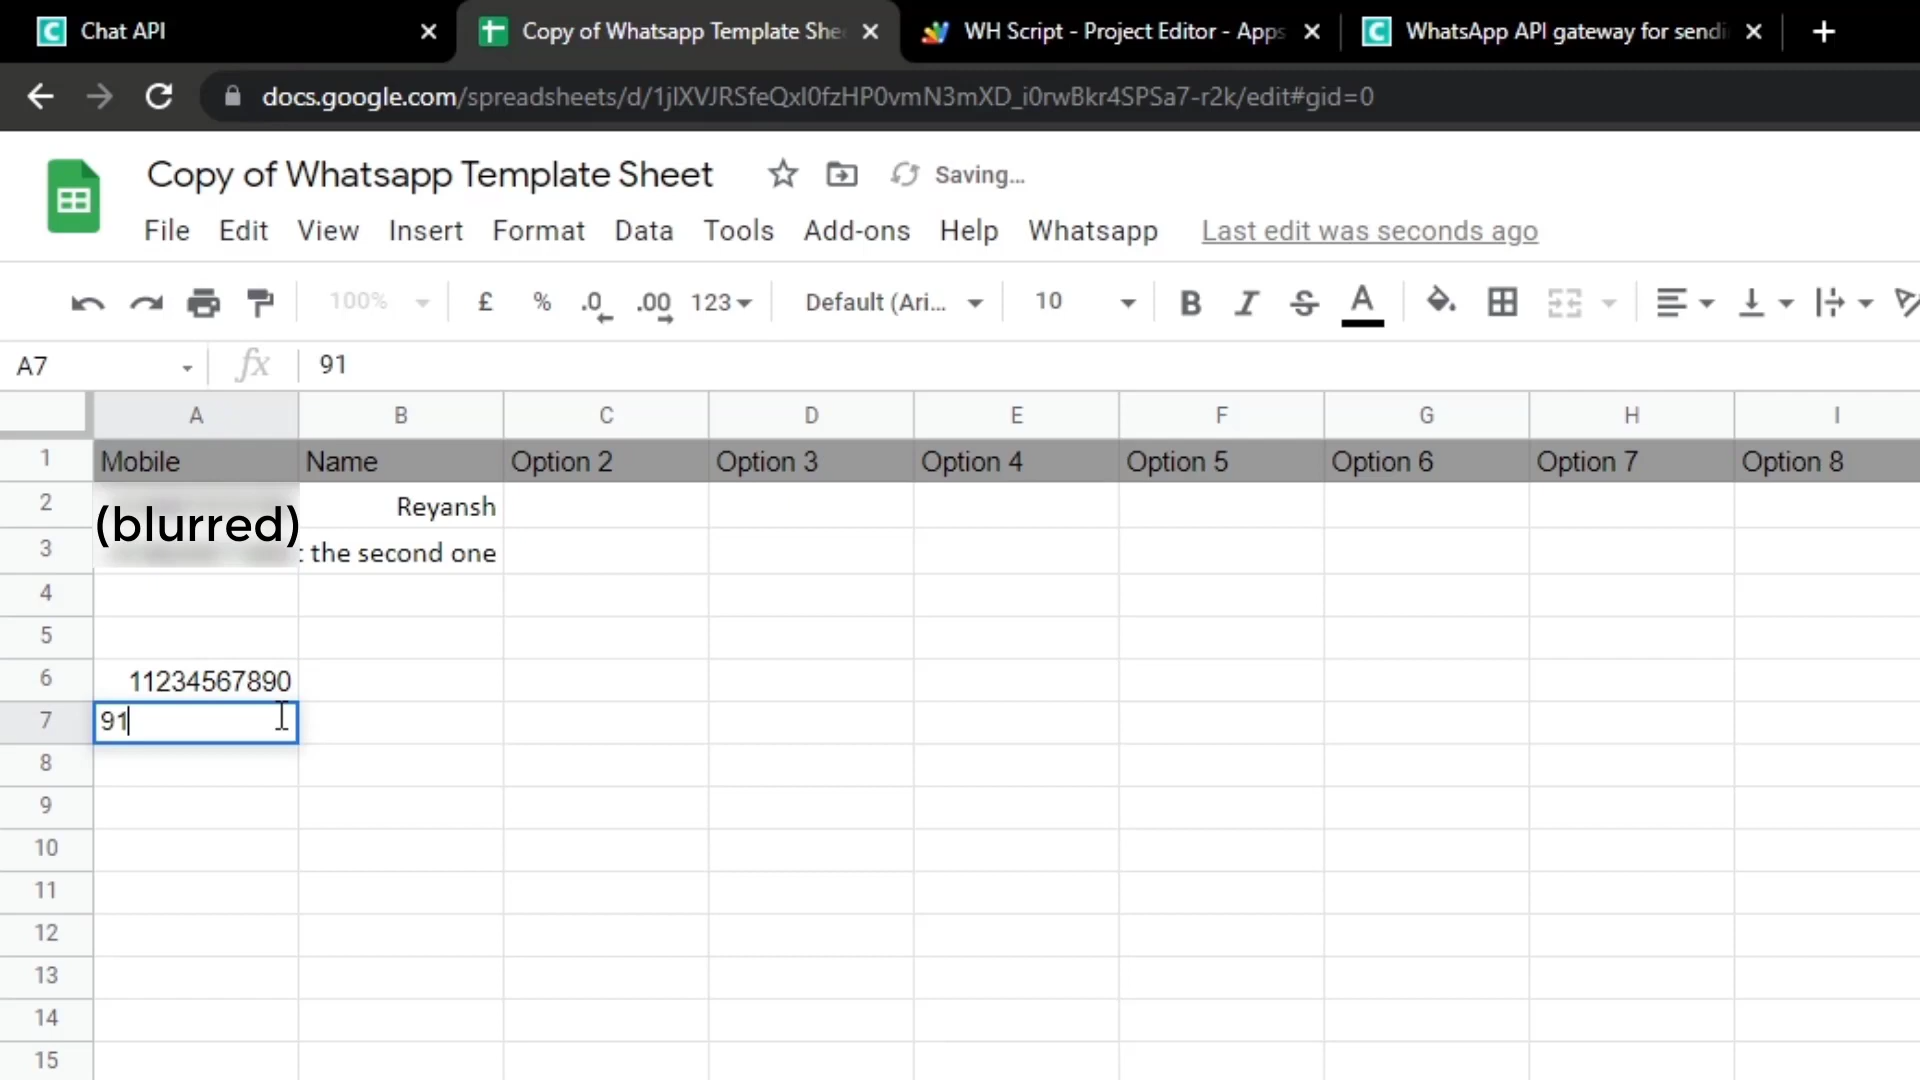 Chat API
Copy of Whatsapp Template She
WH Script - Project Editor - Apps
WhatsApp API gateway for sendi
docs.google.com/spreadsheets/d/1jlXVJRSfeQxl0fzHP0vmN3mXD_i0rwBkr4SPSa7-r2k/edit#gid=0
Copy of Whatsapp Template Sheet
Saving...
File Edit View Insert Format Data Tools Add-ons Help Whatsapp Last edit was seconds ago
100% £ % .0 .00 123 Default (Ari... 10 B I S A
A7 fx 91
A B C D E F G H I
1 Mobile Name Option 2 Option 3 Option 4 Option 5 Option 6 Option 7 Option 8
2 Reyansh
(blurred)
3 the second one
4
5
6 11234567890
7 91
8
9
10
11
12
13
14
15